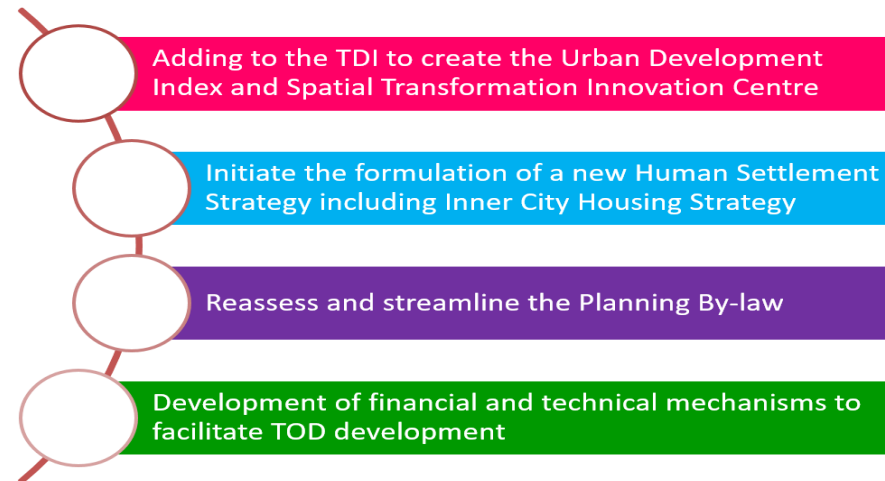 Adding to the TDI to create the Urban Development
Index and Spatial Transformation Innovation Centre
Initiate the formulation of a new Human Settlement
Strategy including Inner City Housing Strategy
Reassess and streamline the Planning By-law
Development of financial and technical mechanisms to
facilitate TOD development